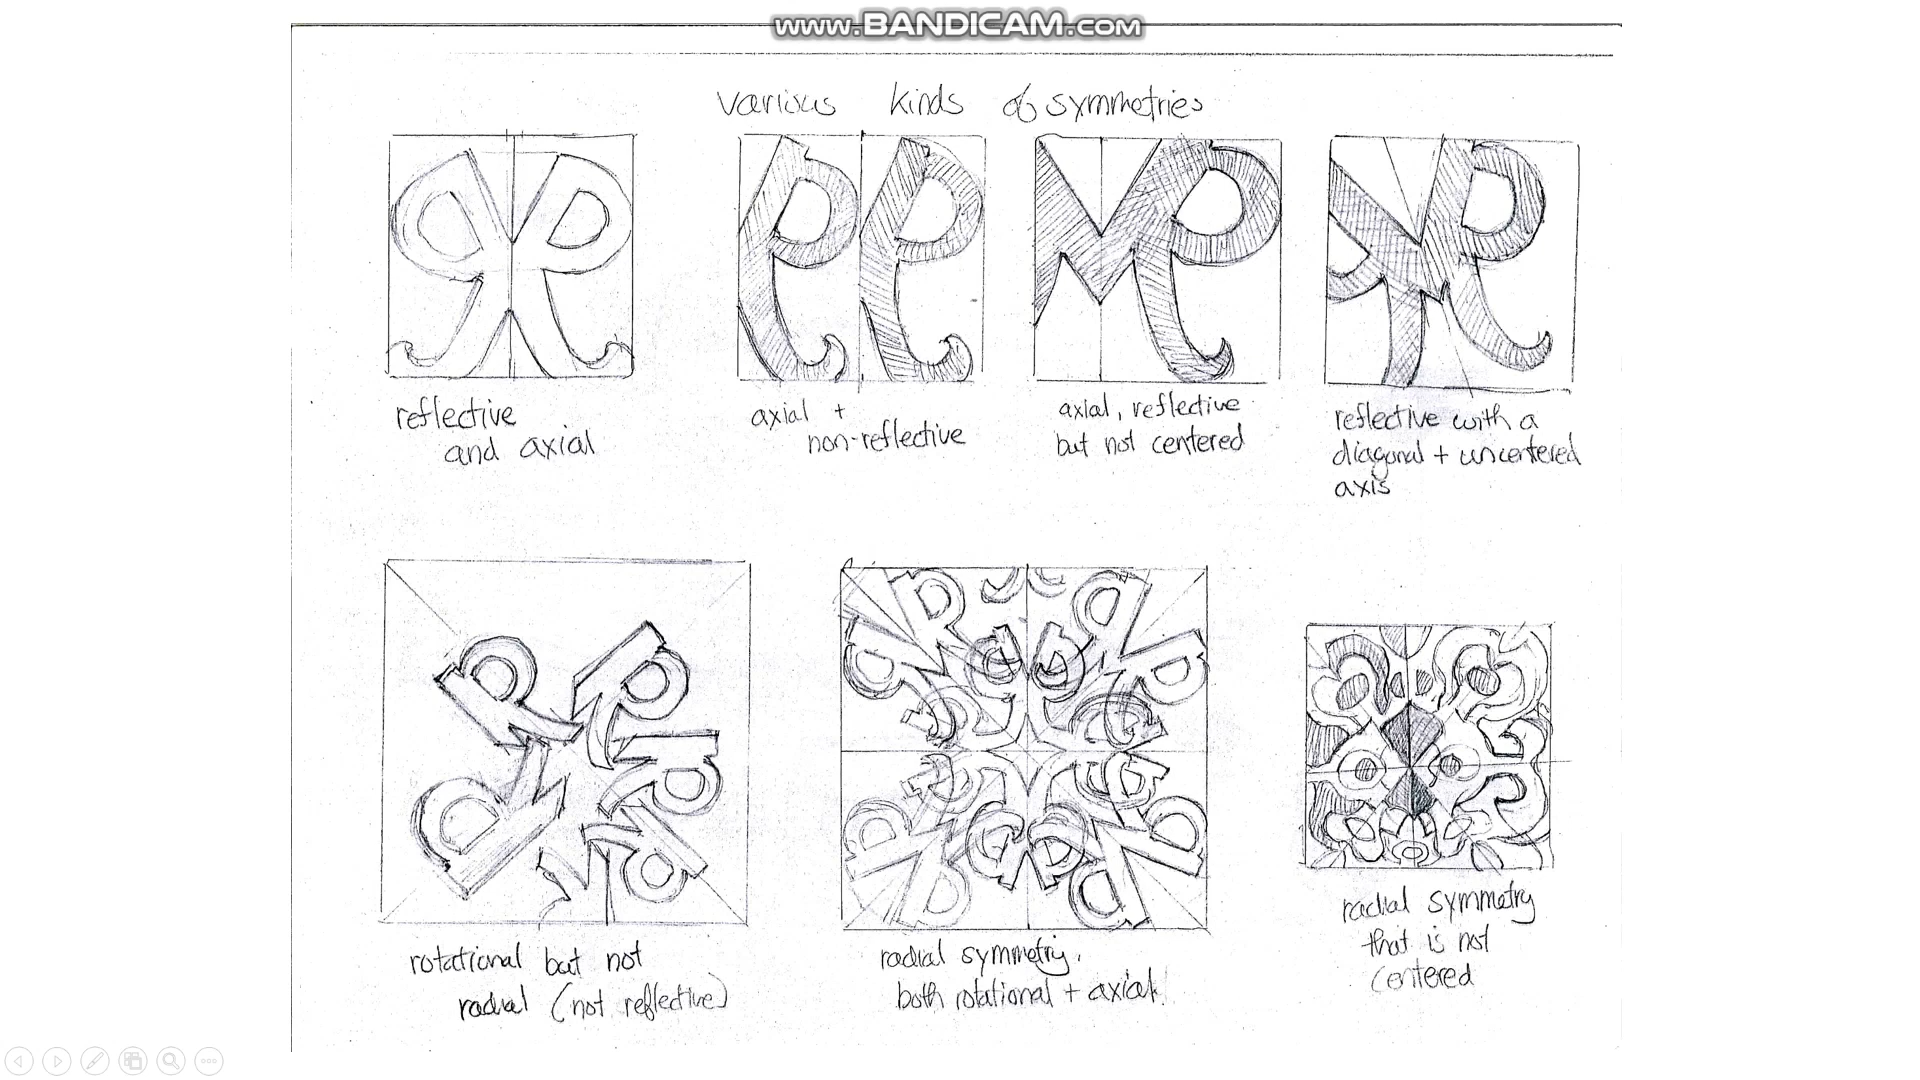 www.BANDICAM.com
various kinds of symmetries
reflective
and axial
axial +
non-reflective
axial, reflective
but not centered
reflective with a
diagonal + uncentered
axis
rotational but not
radial (not reflective)
radial symmetry,
both rotational + axial!
radial symmetry
that is not
centered